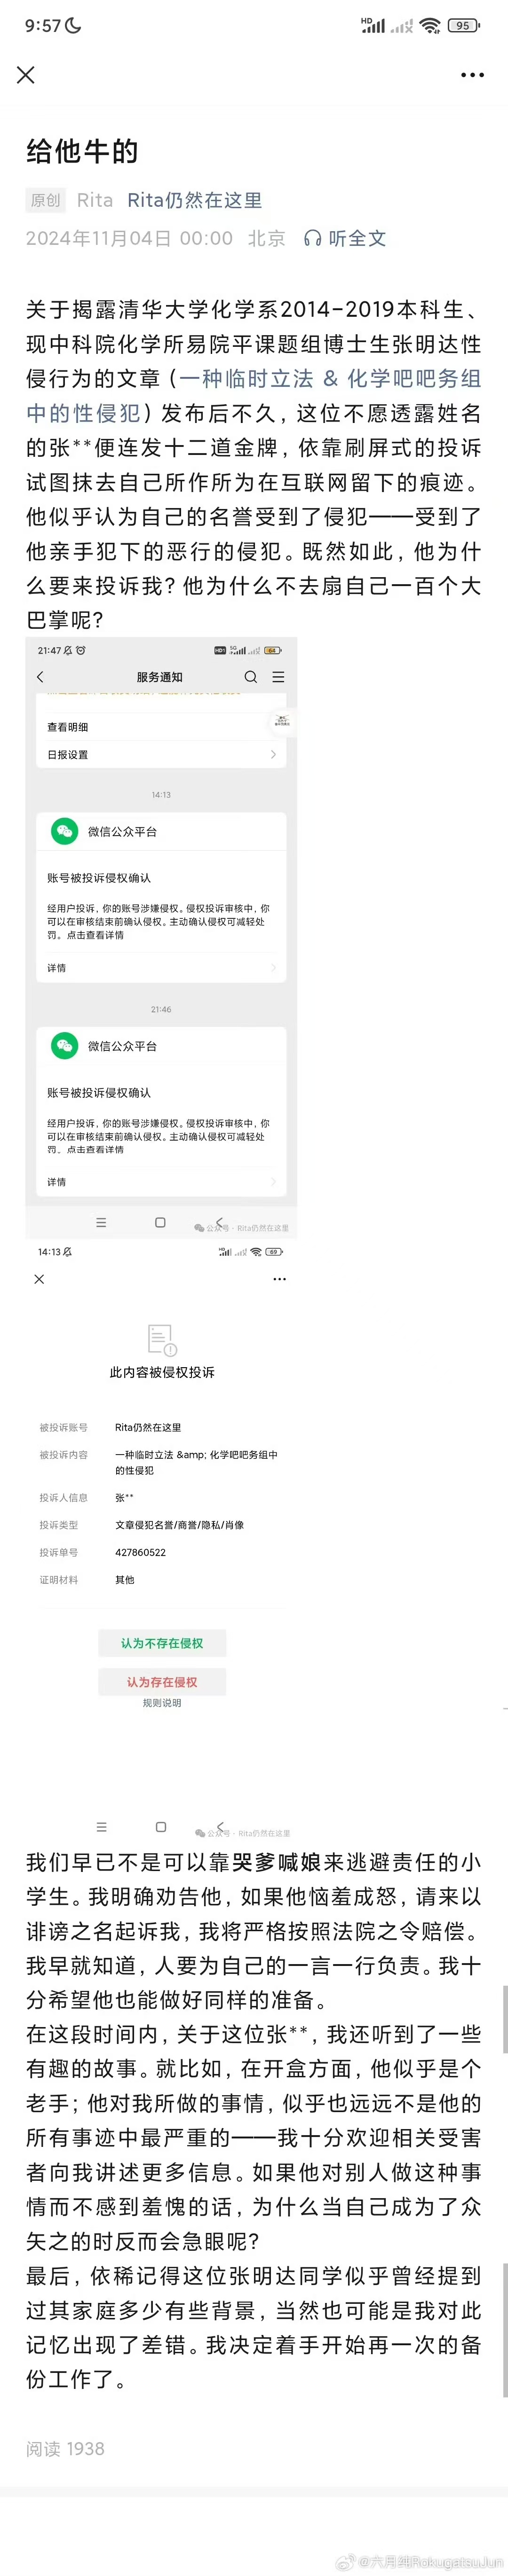 9:57
HD
95
给他牛的
原创 Rita Rita仍然在这里
2024年11月04日 00:00 北京 听全文
关于揭露清华大学化学系2014-2019本科生、
现中科院化学所易院平课题组博士生张明达性
侵行为的文章（一种临时立法 & 化学吧吧务组
中的性侵犯）发布后不久，这位不愿透露姓名
的张**便连发十二道金牌，依靠刷屏式的投诉
试图抹去自己所作所为在互联网留下的痕迹。
他似乎认为自己的名誉受到了侵犯——受到了
他亲手犯下的恶行的侵犯。既然如此，他为什
么要来投诉我？他为什么不去扇自己一百个大
巴掌呢？
21:47
HD 5G 64
服务通知
查看明细
日报设置
14:13
微信公众平台
账号被投诉侵权确认
经用户投诉，你的账号涉嫌侵权。侵权投诉审核中，你
可以在审核结束前确认侵权。主动确认侵权可减轻处
罚。点击查看详情
详情
21:46
微信公众平台
账号被投诉侵权确认
经用户投诉，你的账号涉嫌侵权。侵权投诉审核中，你
可以在审核结束前确认侵权。主动确认侵权可减轻处
罚。点击查看详情
详情
公众号 · Rita仍然在这里
14:13
HD 69
此内容被侵权投诉
被投诉账号 Rita仍然在这里
被投诉内容 一种临时立法 &amp; 化学吧吧务组中
的性侵犯
投诉人信息 张**
投诉类型 文章侵犯名誉/商誉/隐私/肖像
投诉单号 427860522
证明材料 其他
认为不存在侵权
认为存在侵权
规则说明
公众号 · Rita仍然在这里
我们早已不是可以靠哭爹喊娘来逃避责任的小
学生。我明确劝告他，如果他恼羞成怒，请来以
诽谤之名起诉我，我将严格按照法院之令赔偿。
我早就知道，人要为自己的一言一行负责。我十
分希望他也能做好同样的准备。
在这段时间内，关于这位张**，我还听到了一些
有趣的故事。就比如，在开盒方面，他似乎是个
老手；他对我所做的事情，似乎也远远不是他的
所有事迹中最严重的——我十分欢迎相关受害
者向我讲述更多信息。如果他对别人做这种事
情而不感到羞愧的话，为什么当自己成为了众
矢之的时反而会急眼呢？
最后，依稀记得这位张明达同学似乎曾经提到
过其家庭多少有些背景，当然也可能是我对此
记忆出现了差错。我决定着手开始再一次的备
份工作了。
阅读 1938
@六月纯RokugatsuJun